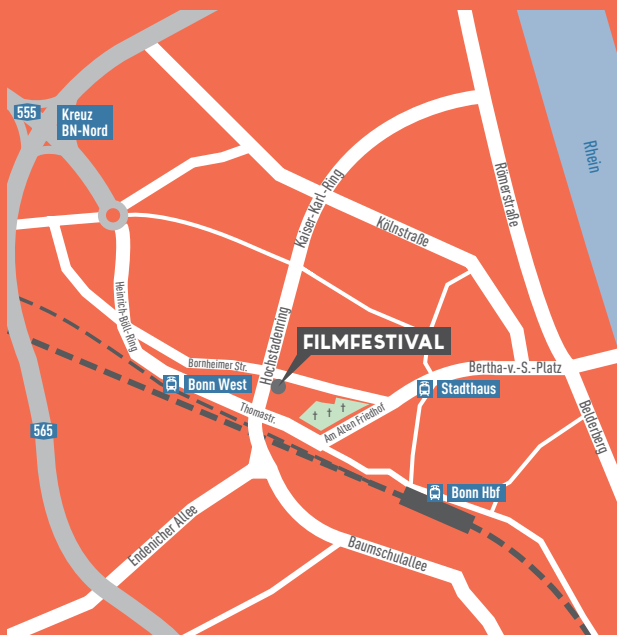 555
Kreuz
BN-Nord
Rhein
Römerstraße
Kaiser-Karl-Ring
Kölnstraße
Heinrich-Böll-Ring
Hochstadenring
FILMFESTIVAL
Bornheimer Str.
Bertha-v.-S.-Platz
Bonn West
Stadthaus
Thomastr.
Am Alten Friedhof
Belderberg
565
Bonn Hbf
Endenicher Allee
Baumschulallee